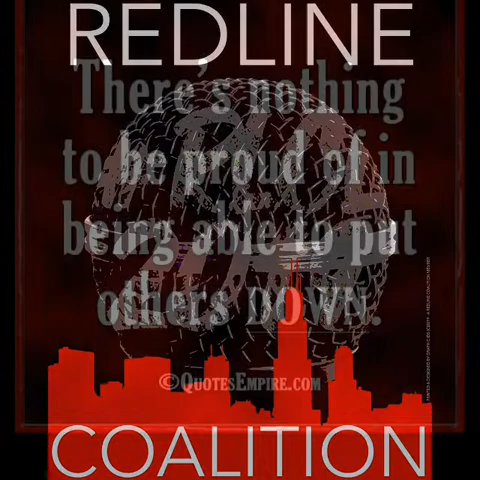 REDLINE
There's nothing
to be proud of in
being able to put
others DOWN.
©QUOTESEMPIRE.COM
COALITION